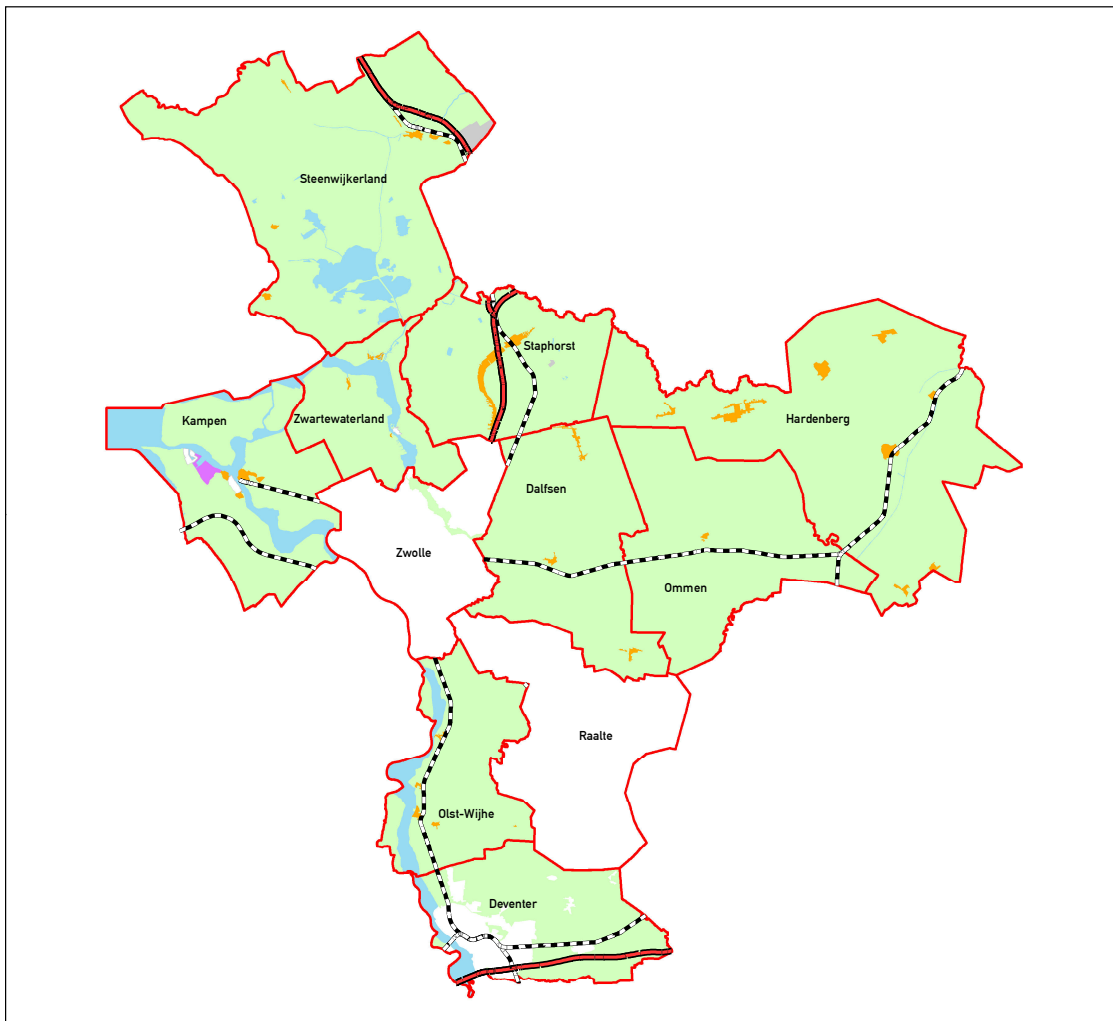 Steenwijkerland
Staphorst
Kampen
Zwartewaterland
Hardenberg
Dalfsen
Zwolle
Ommen
Raalte
Olst-Wijhe
Deventer